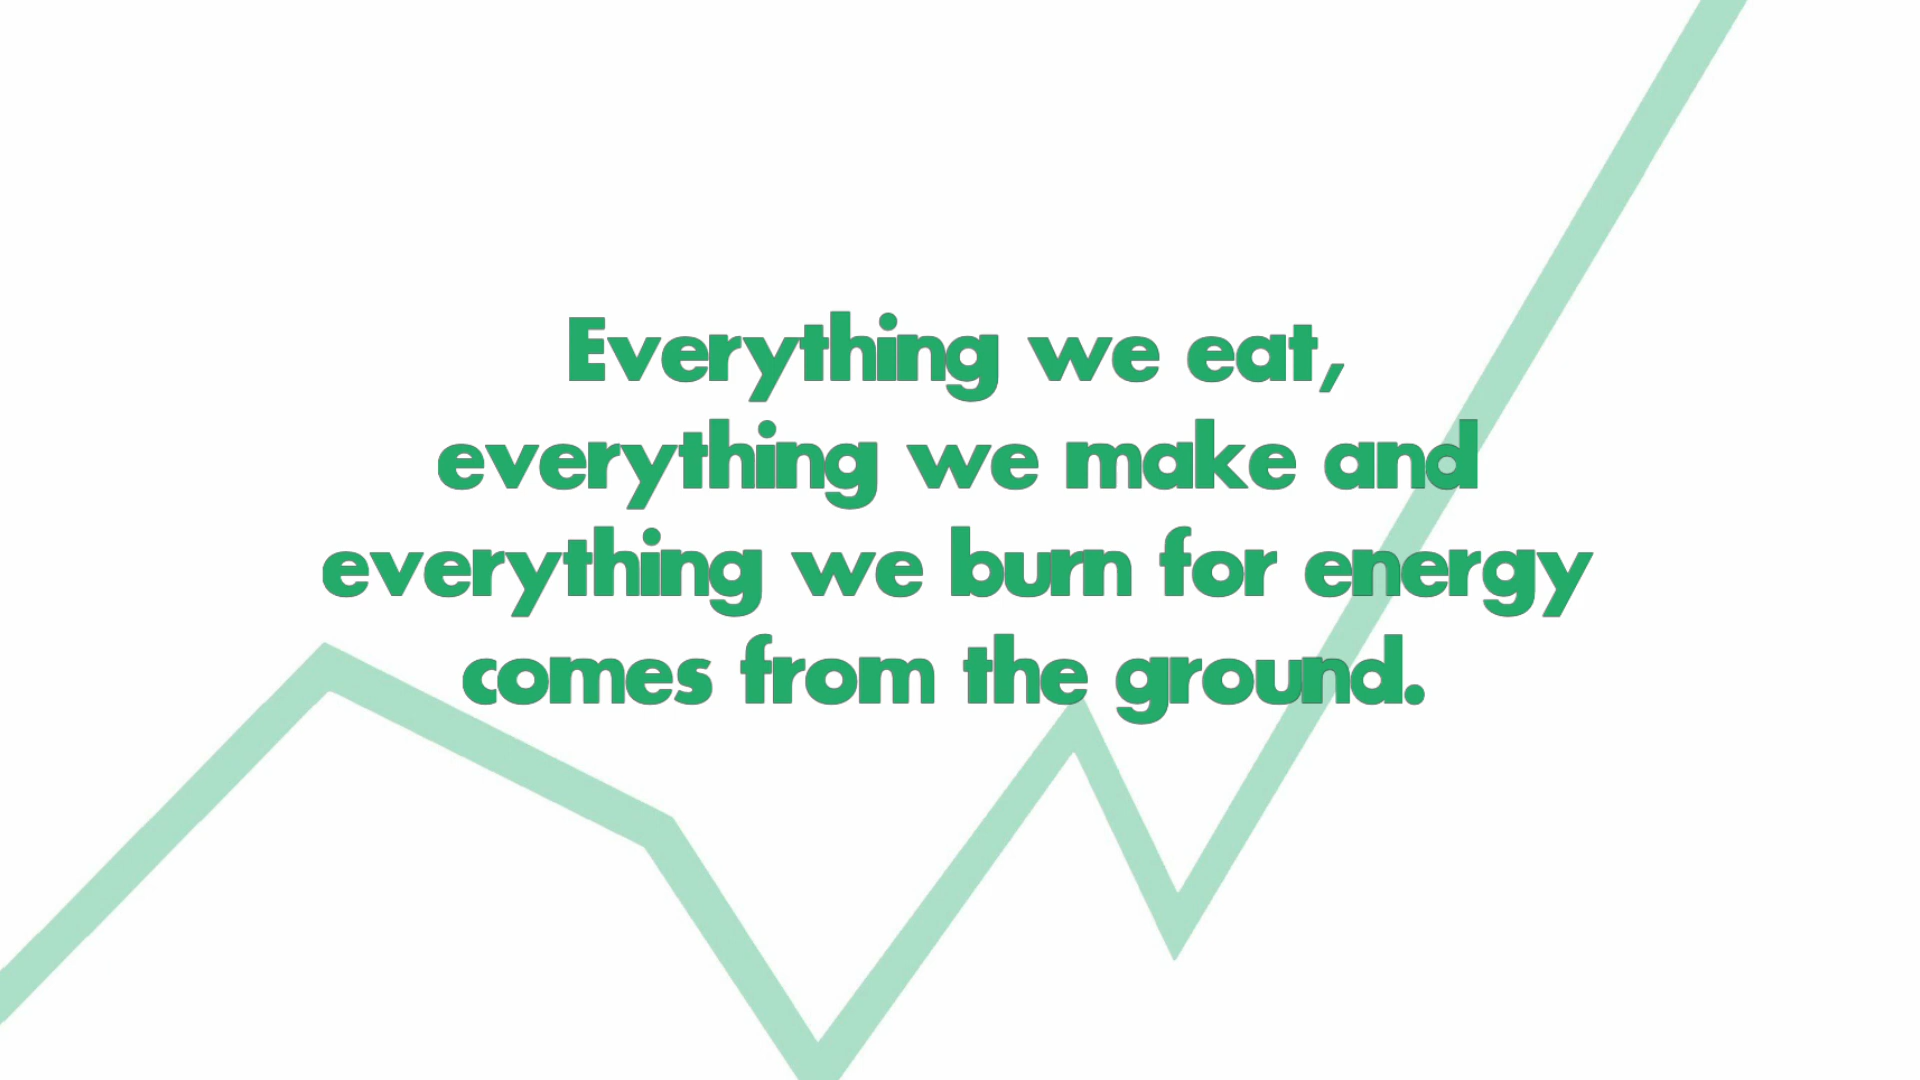 Everything we eat,
everything we make and
everything we burn for energy
comes from the ground.